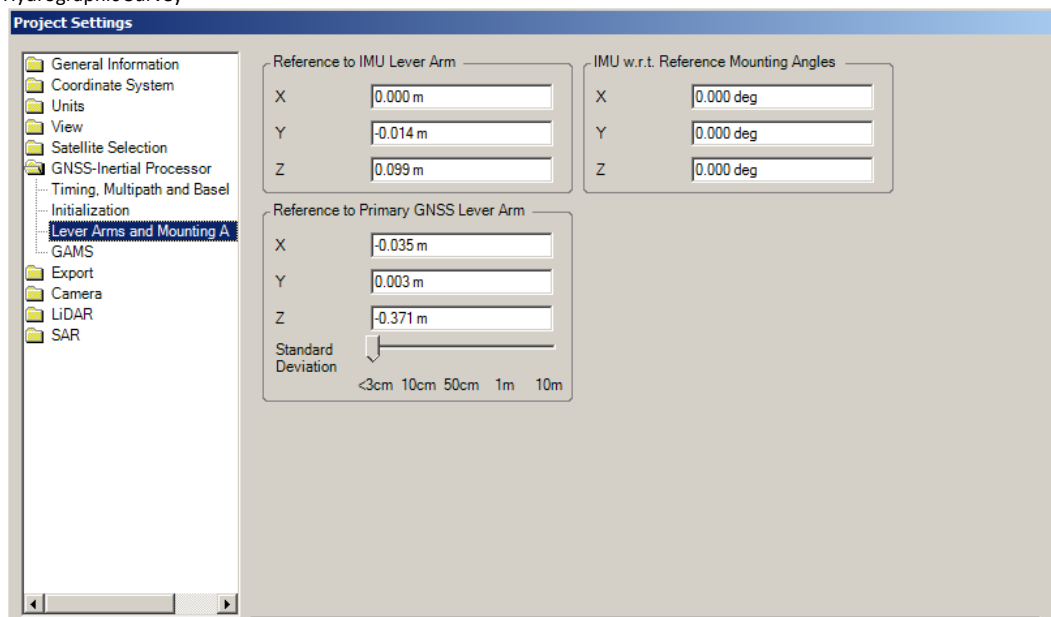 Hydrographic Survey
Project Settings
General Information
Coordinate System
Units
View
Satellite Selection
GNSS-Inertial Processor
Timing, Multipath and Basel
Initialization
Lever Arms and Mounting A
GAMS
Export
Camera
LiDAR
SAR
Reference to IMU Lever Arm
X 0.000 m
Y -0.014 m
Z 0.099 m
IMU w.r.t. Reference Mounting Angles
X 0.000 deg
Y 0.000 deg
Z 0.000 deg
Reference to Primary GNSS Lever Arm
X -0.035 m
Y 0.003 m
Z -0.371 m
Standard
Deviation
<3cm 10cm 50cm 1m 10m